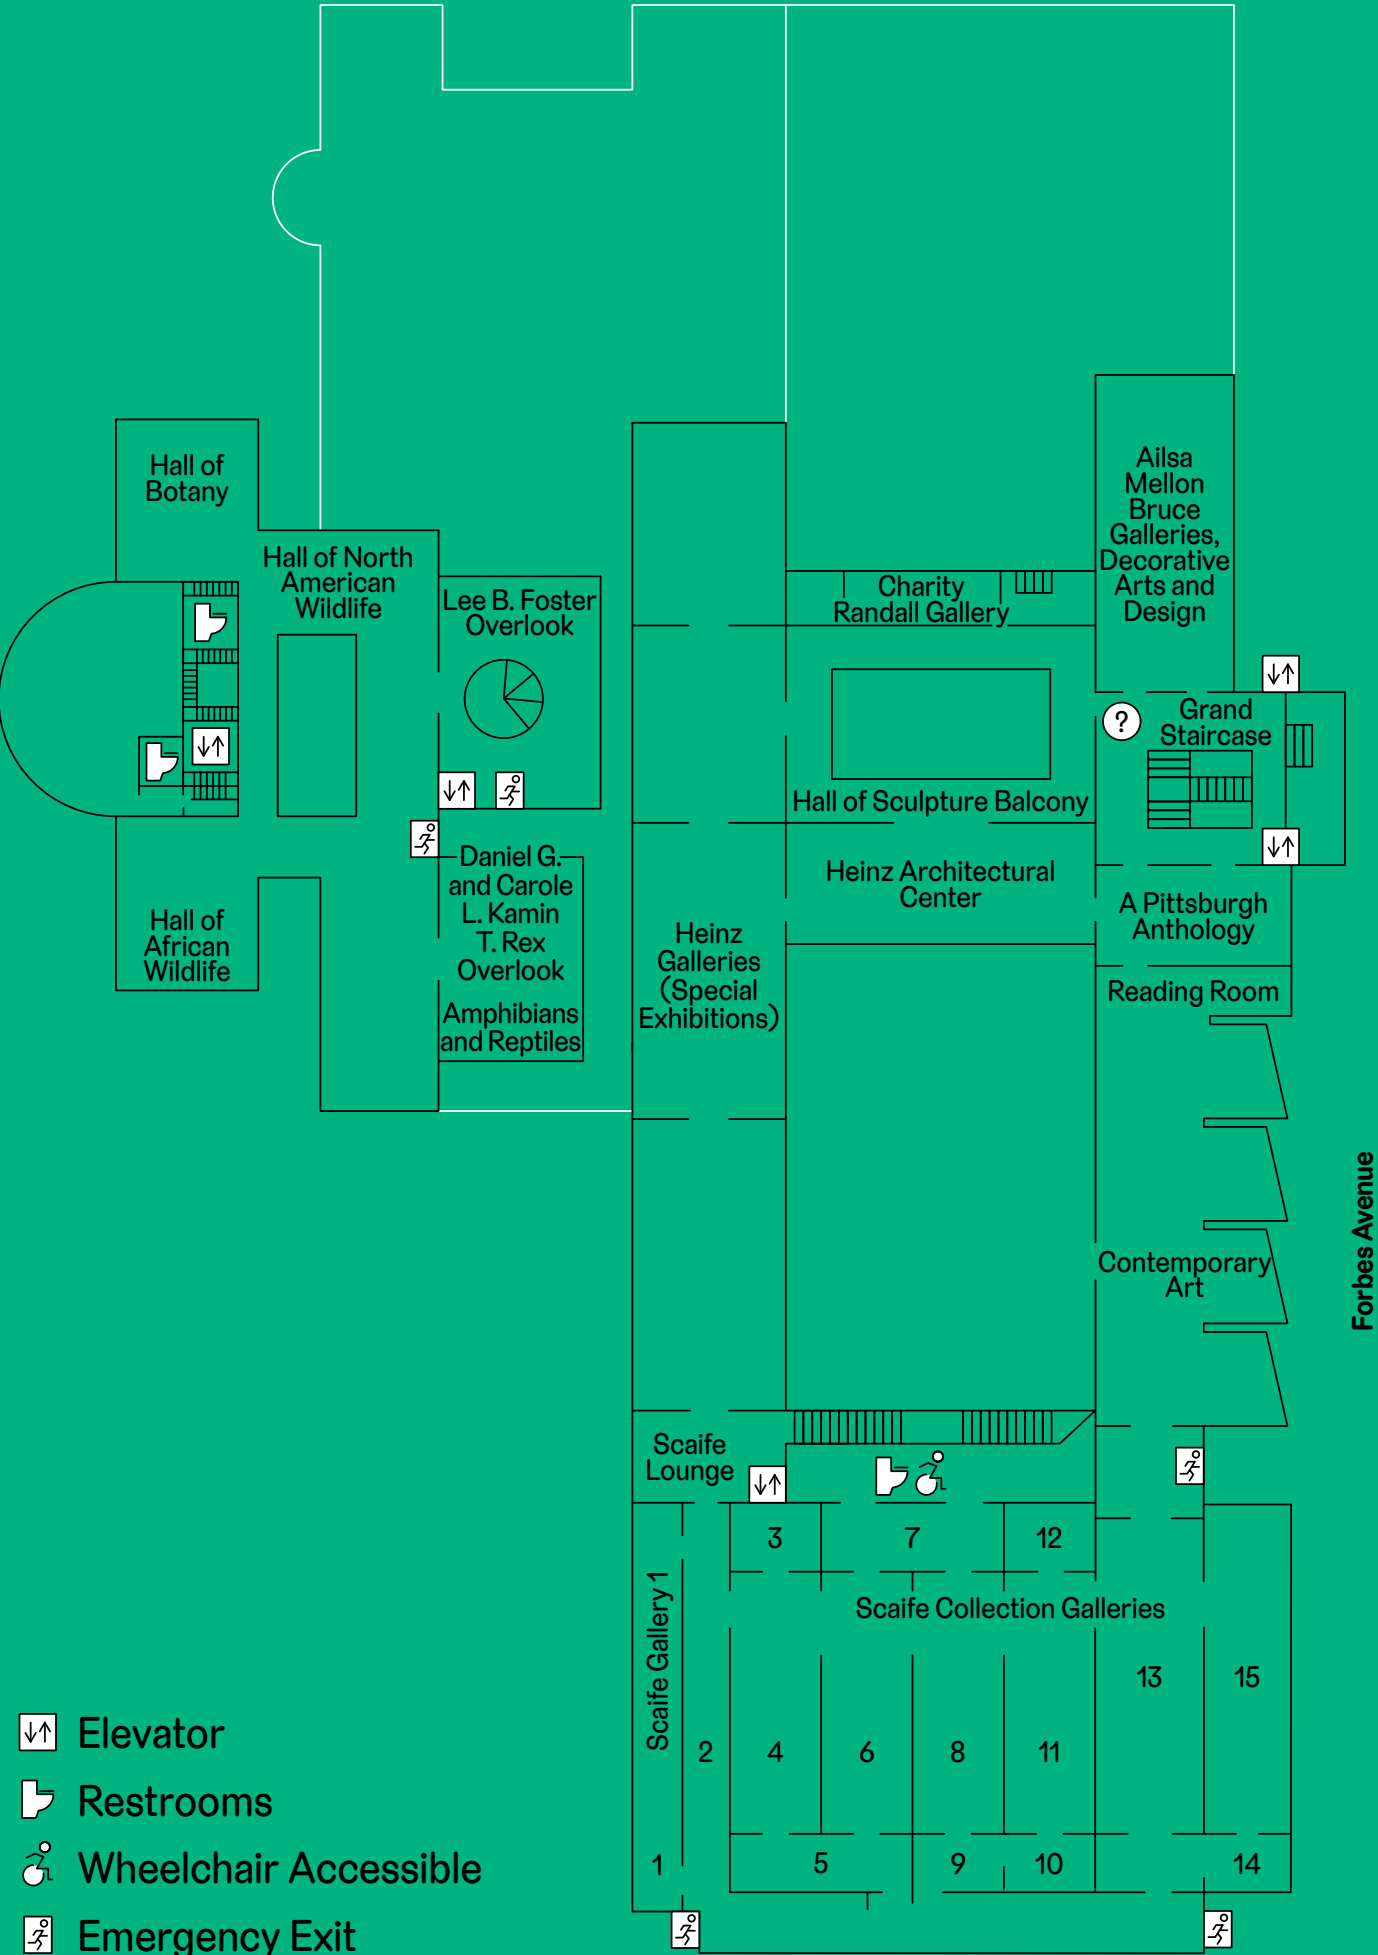 Hall of
Botany
Hall of North
American
Wildlife
Lee B. Foster
Overlook
Charity
Randall Gallery
Ailsa
Mellon
Bruce
Galleries,
Decorative
Arts and
Design
?
Grand
Staircase
Hall of Sculpture Balcony
Heinz Architectural
Center
A Pittsburgh
Anthology
Reading Room
Daniel G.
and Carole
L. Kamin
T. Rex
Overlook
Amphibians
and Reptiles
Hall of
African
Wildlife
Heinz
Galleries
(Special
Exhibitions)
Contemporary
Art
Forbes Avenue
Scaife
Lounge
3
7
12
Scaife Gallery 1
Scaife Collection Galleries
13
15
2
4
6
8
11
1
5
9
10
14
Elevator
Restrooms
Wheelchair Accessible
Emergency Exit